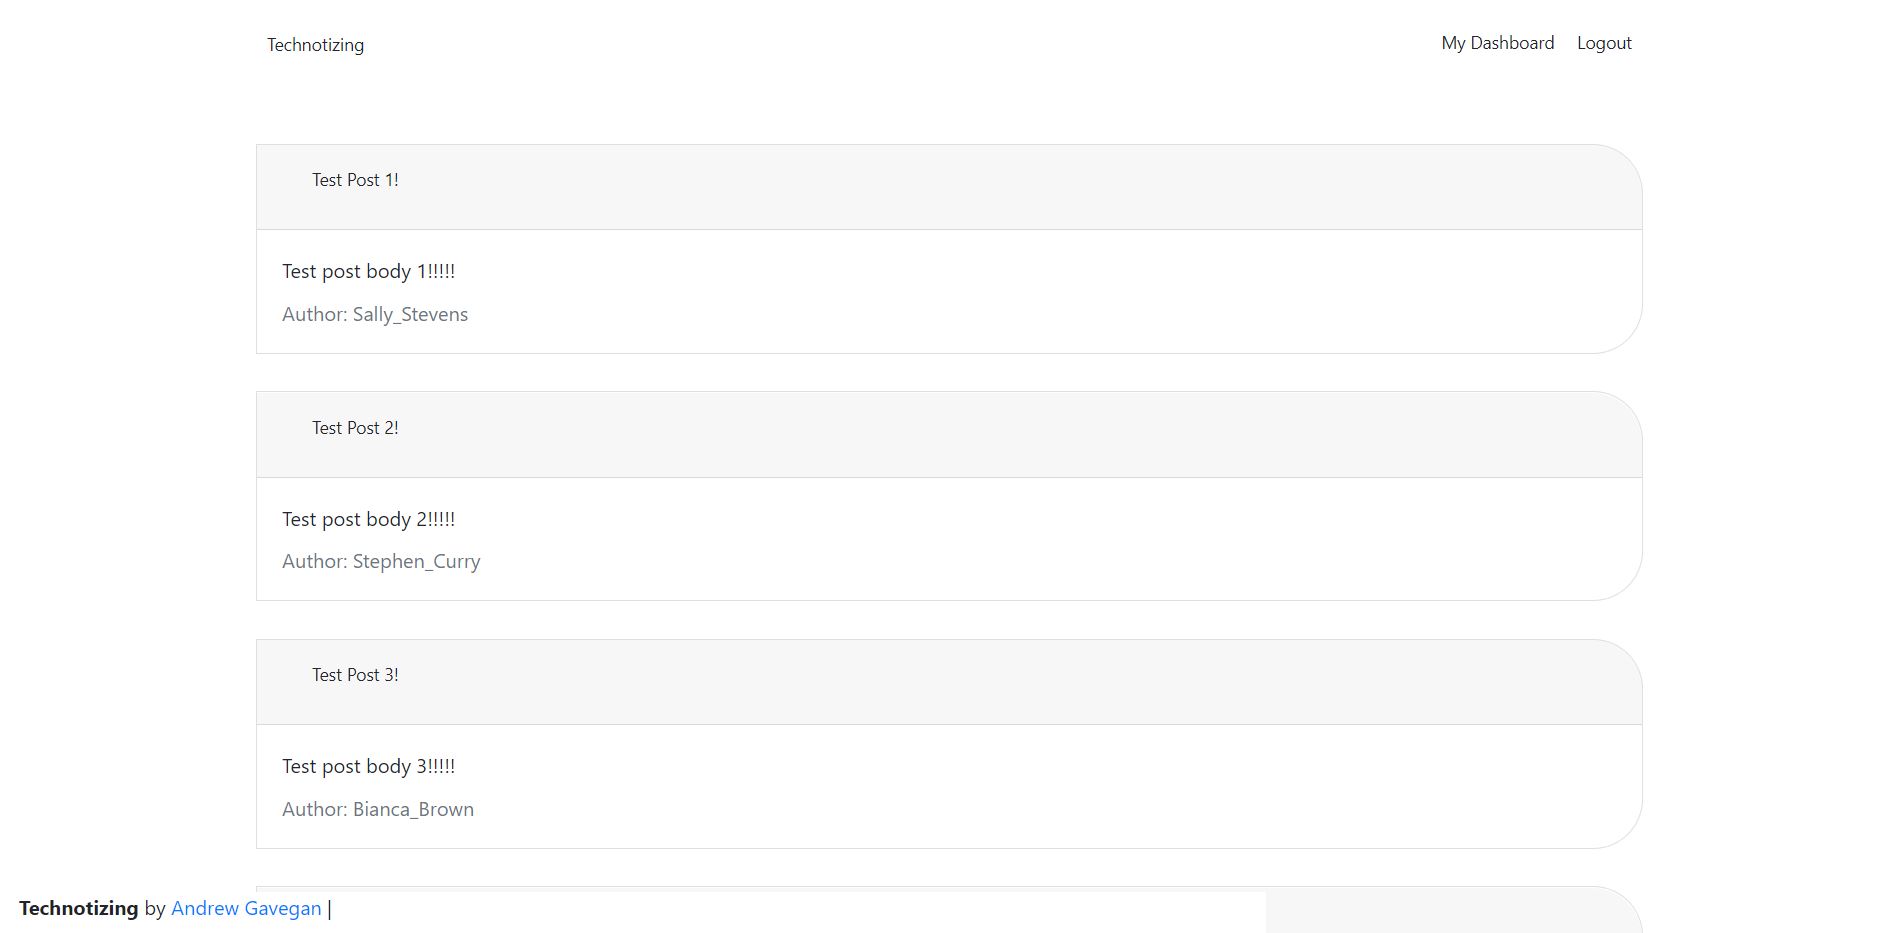 Technotizing
My Dashboard Logout
Test Post 1!
Test post body 1!!!!!
Author: Sally_Stevens
Test Post 2!
Test post body 2!!!!!
Author: Stephen_Curry
Test Post 3!
Test post body 3!!!!!
Author: Bianca_Brown
Technotizing by Andrew Gavegan |